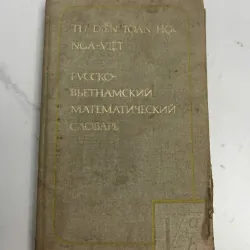 TỪ ĐIỂN TOÁN HỌC
NGA-VIỆT
РУССКО-
ВЬЕТНАМСКИЙ
МАТЕМАТИЧЕСКИЙ
СЛОВАРЬ